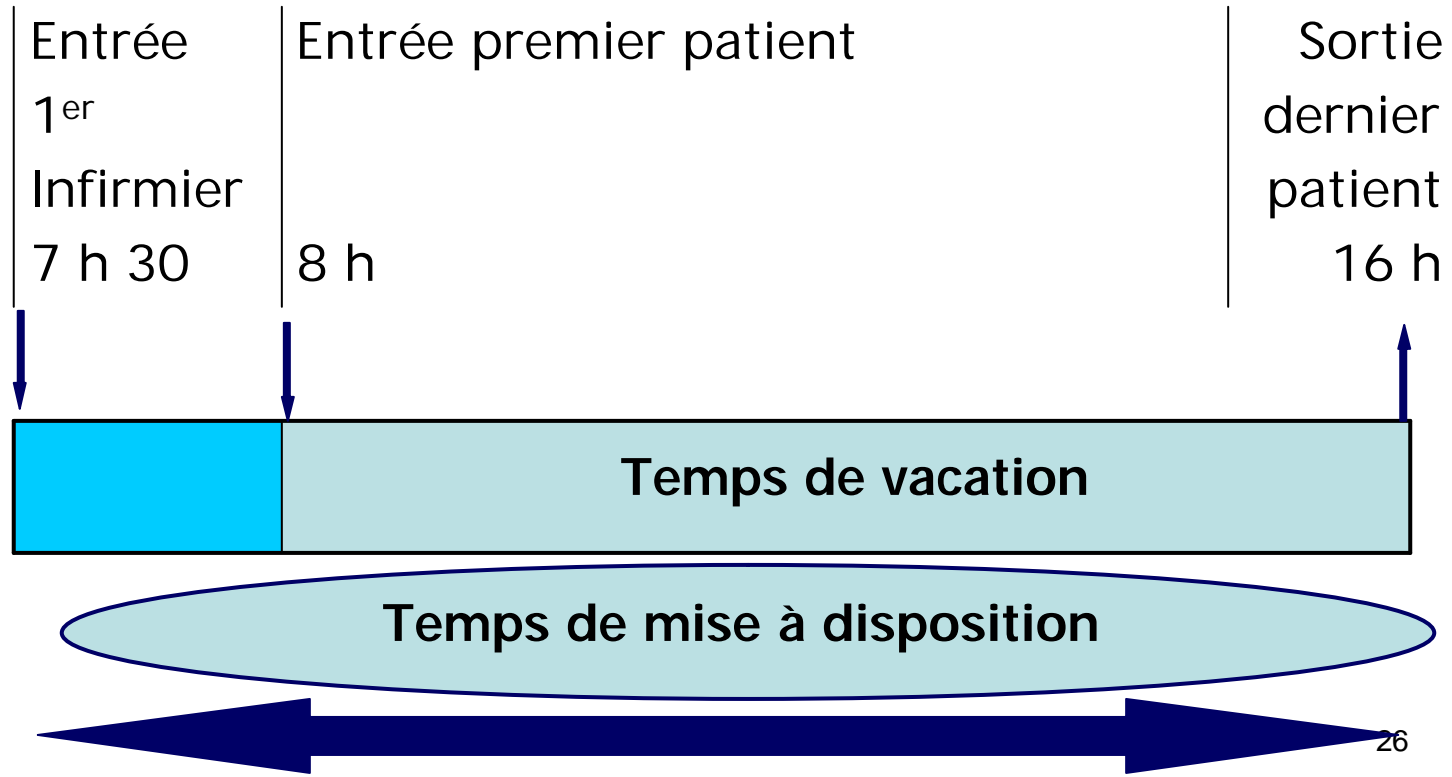 Entrée
1er
Infirmier
7 h 30
Entrée premier patient
8 h
Sortie
dernier
patient
16 h
Temps de vacation
Temps de mise à disposition
26